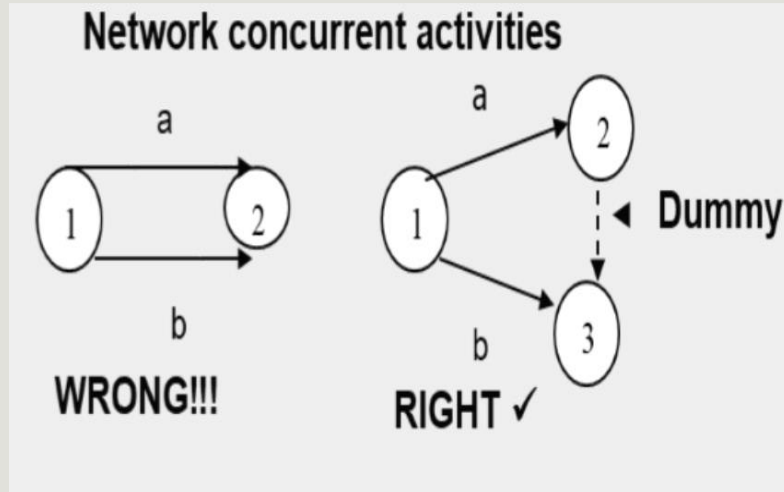 Network concurrent activities
a
1
2
b
WRONG!!!
a
2
1
Dummy
b
3
RIGHT ✓